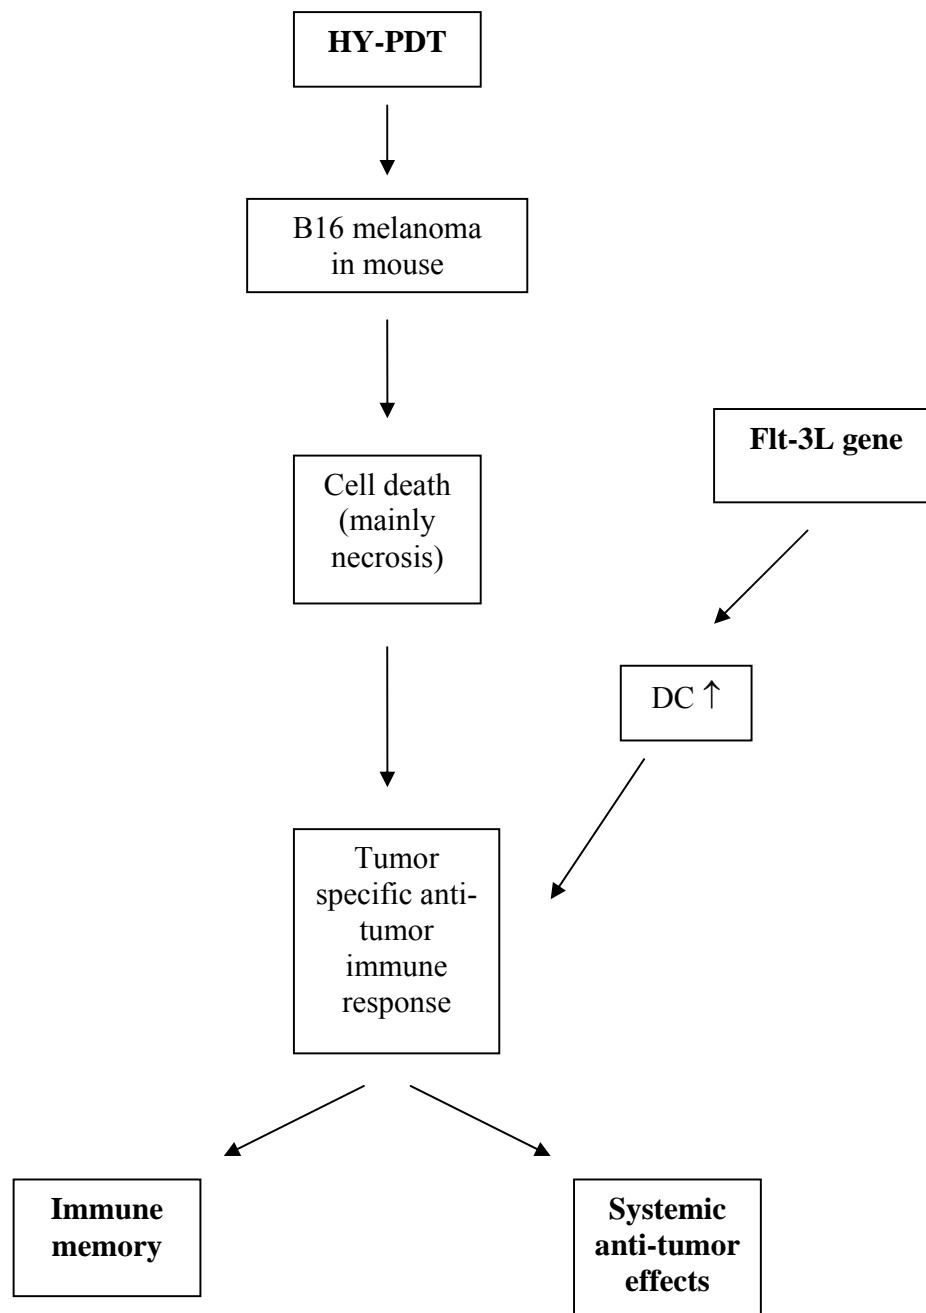 HY-PDT
B16 melanoma
in mouse
Cell death
(mainly
necrosis)
Flt-3L gene
DC ↑
Tumor
specific anti-
tumor
immune
response
Immune
memory
Systemic
anti-tumor
effects